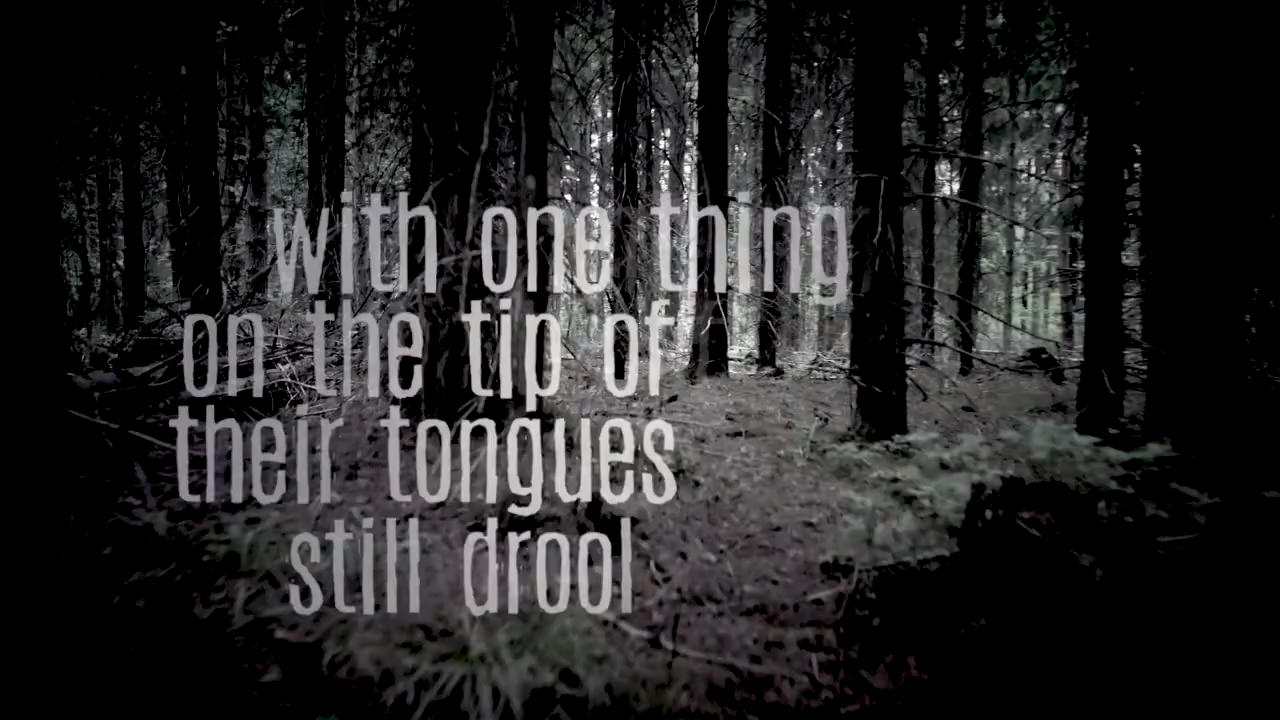 with one thing
on the tip of
their tongues
still drool